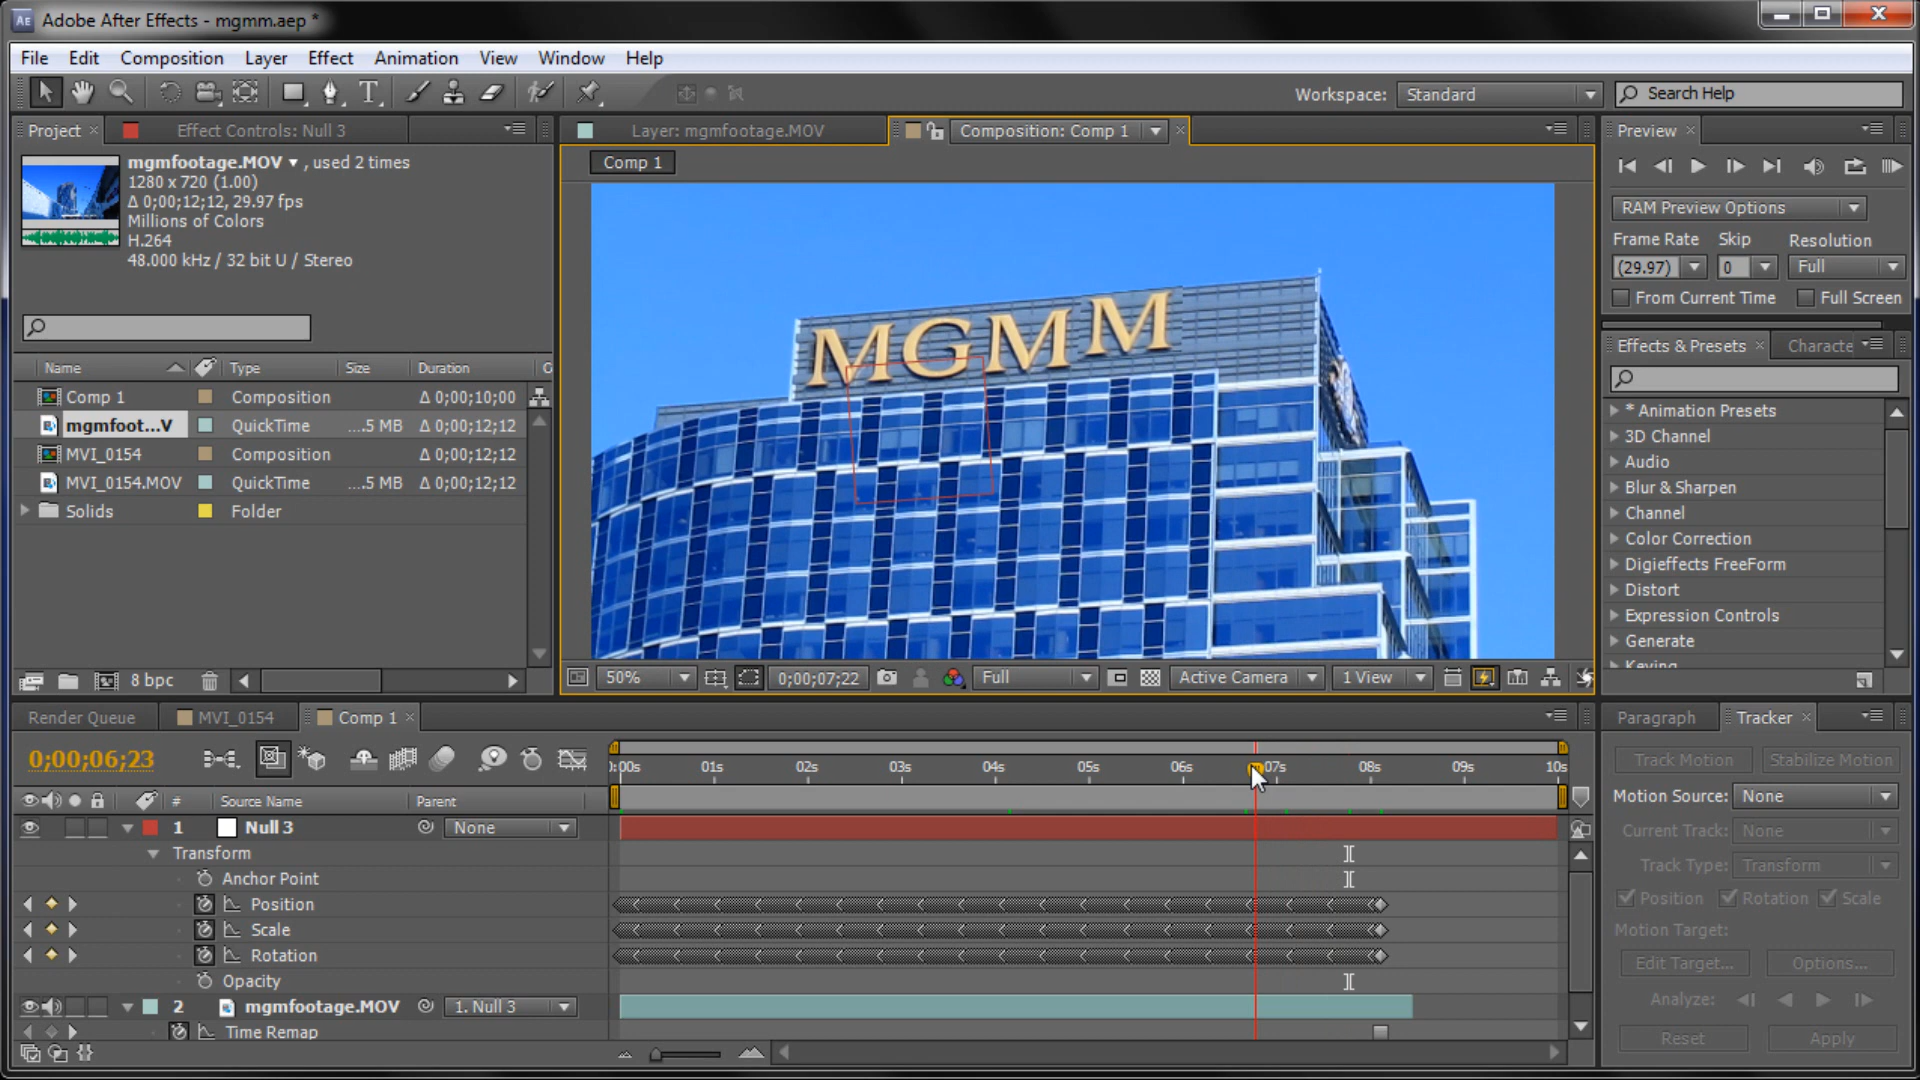 Adobe After Effects - mgmm.aep *
File Edit Composition Layer Effect Animation View Window Help
Workspace: Standard Search Help
Project × Effect Controls: Null 3
Layer: mgmfootage.MOV Composition: Comp 1
Preview ×
mgmfootage.MOV , used 2 times
1280 x 720 (1.00)
Δ 0;00;12;12, 29.97 fps
Millions of Colors
H.264
48.000 kHz / 32 bit U / Stereo
Comp 1
MGMM
RAM Preview Options
Frame Rate Skip Resolution
(29.97) 0 Full
From Current Time Full Screen
Effects & Presets × Characte
Name Type Size Duration
Comp 1 Composition Δ 0;00;10;00
mgmfoot...V QuickTime ....5 MB Δ 0;00;12;12
MVI_0154 Composition Δ 0;00;12;12
MVI_0154.MOV QuickTime ....5 MB Δ 0;00;12;12
Solids Folder
* Animation Presets
3D Channel
Audio
Blur & Sharpen
Channel
Color Correction
Digieffects FreeForm
Distort
Expression Controls
Generate
Keying
8 bpc
50% 0;00;07;22 Full Active Camera 1 View
Render Queue MVI_0154 Comp 1 ×
Paragraph Tracker ×
0;00;06;23
):00s 01s 02s 03s 04s 05s 06s 07s 08s 09s 10s
# Source Name Parent
1 Null 3 None
Transform
Anchor Point
Position
Scale
Rotation
Opacity
2 mgmfootage.MOV 1. Null 3
Time Remap
Track Motion Stabilize Motion
Motion Source: None
Current Track: None
Track Type: Transform
Position Rotation Scale
Motion Target:
Edit Target... Options...
Analyze:
Reset Apply